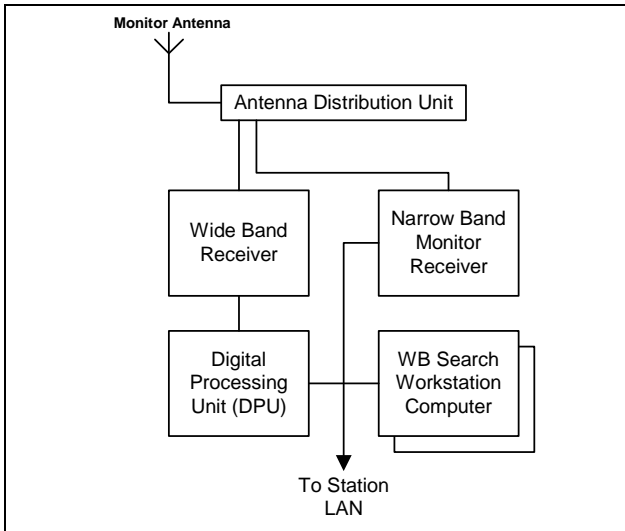 Monitor Antenna
Antenna Distribution Unit
Wide Band
Receiver
Narrow Band
Monitor
Receiver
Digital
Processing
Unit (DPU)
WB Search
Workstation
Computer
To Station
LAN